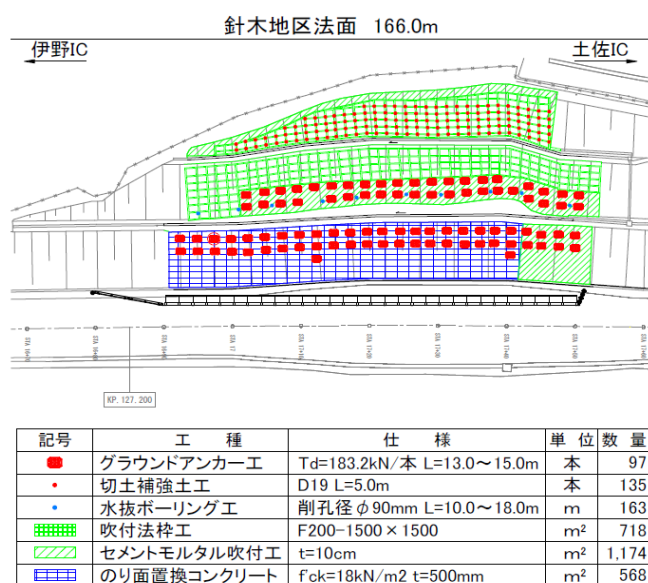 針木地区法面 166.0m
伊野IC 土佐IC
STA 17
KP. 127.200
記号 工種 仕様 単位 数量
グラウンドアンカー工 Td=183.2kN/本 L=13.0～15.0m 本 97
切土補強土工 D19 L=5.0m 本 135
水抜ボーリング工 削孔径φ90mm L=10.0～18.0m m 163
吹付法枠工 F200-1500×1500 m² 718
セメントモルタル吹付工 t=10cm m² 1,174
のり面置換コンクリート f'ck=18kN/m2 t=500mm m² 568